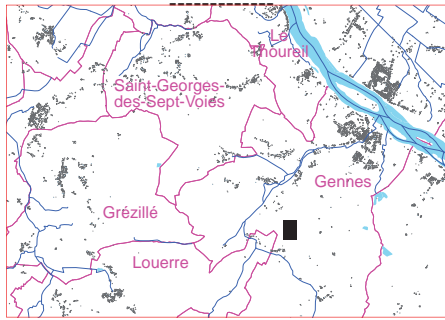 Le
Thoureil
Saint-Georges-
des-Sept-Voies
Gennes
Grézillé
Louerre